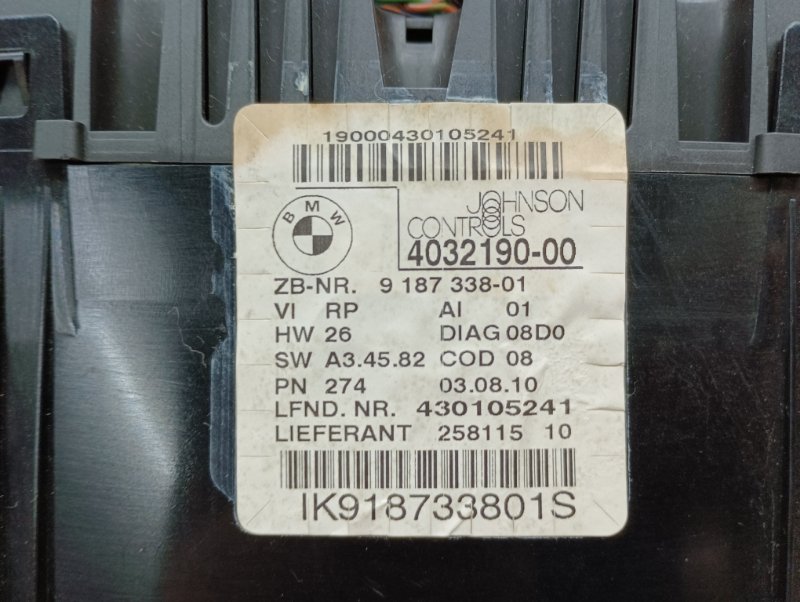 19000430105241
BMW
JOHNSON
CONTROLS
4032190-00
ZB-NR. 9 187 338-01
VI RP AI 01
HW 26 DIAG 08D0
SW A3.45.82 COD 08
PN 274 03.08.10
LFND. NR. 430105241
LIEFERANT 258115 10
IK918733801S